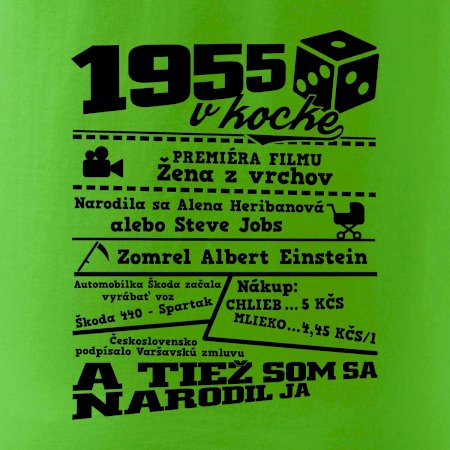 1955
v kocke
PREMIÉRA FILMU
Žena z vrchov
Narodila sa Alena Heribanová
alebo Steve Jobs
Zomrel Albert Einstein
Automobilka Škoda začala
vyrábať voz
Škoda 440 - Spartak
Nákup:
CHLIEB...5 KČS
MLIEKO...4,45 KČS/l
Československo
podpísalo Varšavskú zmluvu
A TIEŽ SOM SA
NARODIL JA